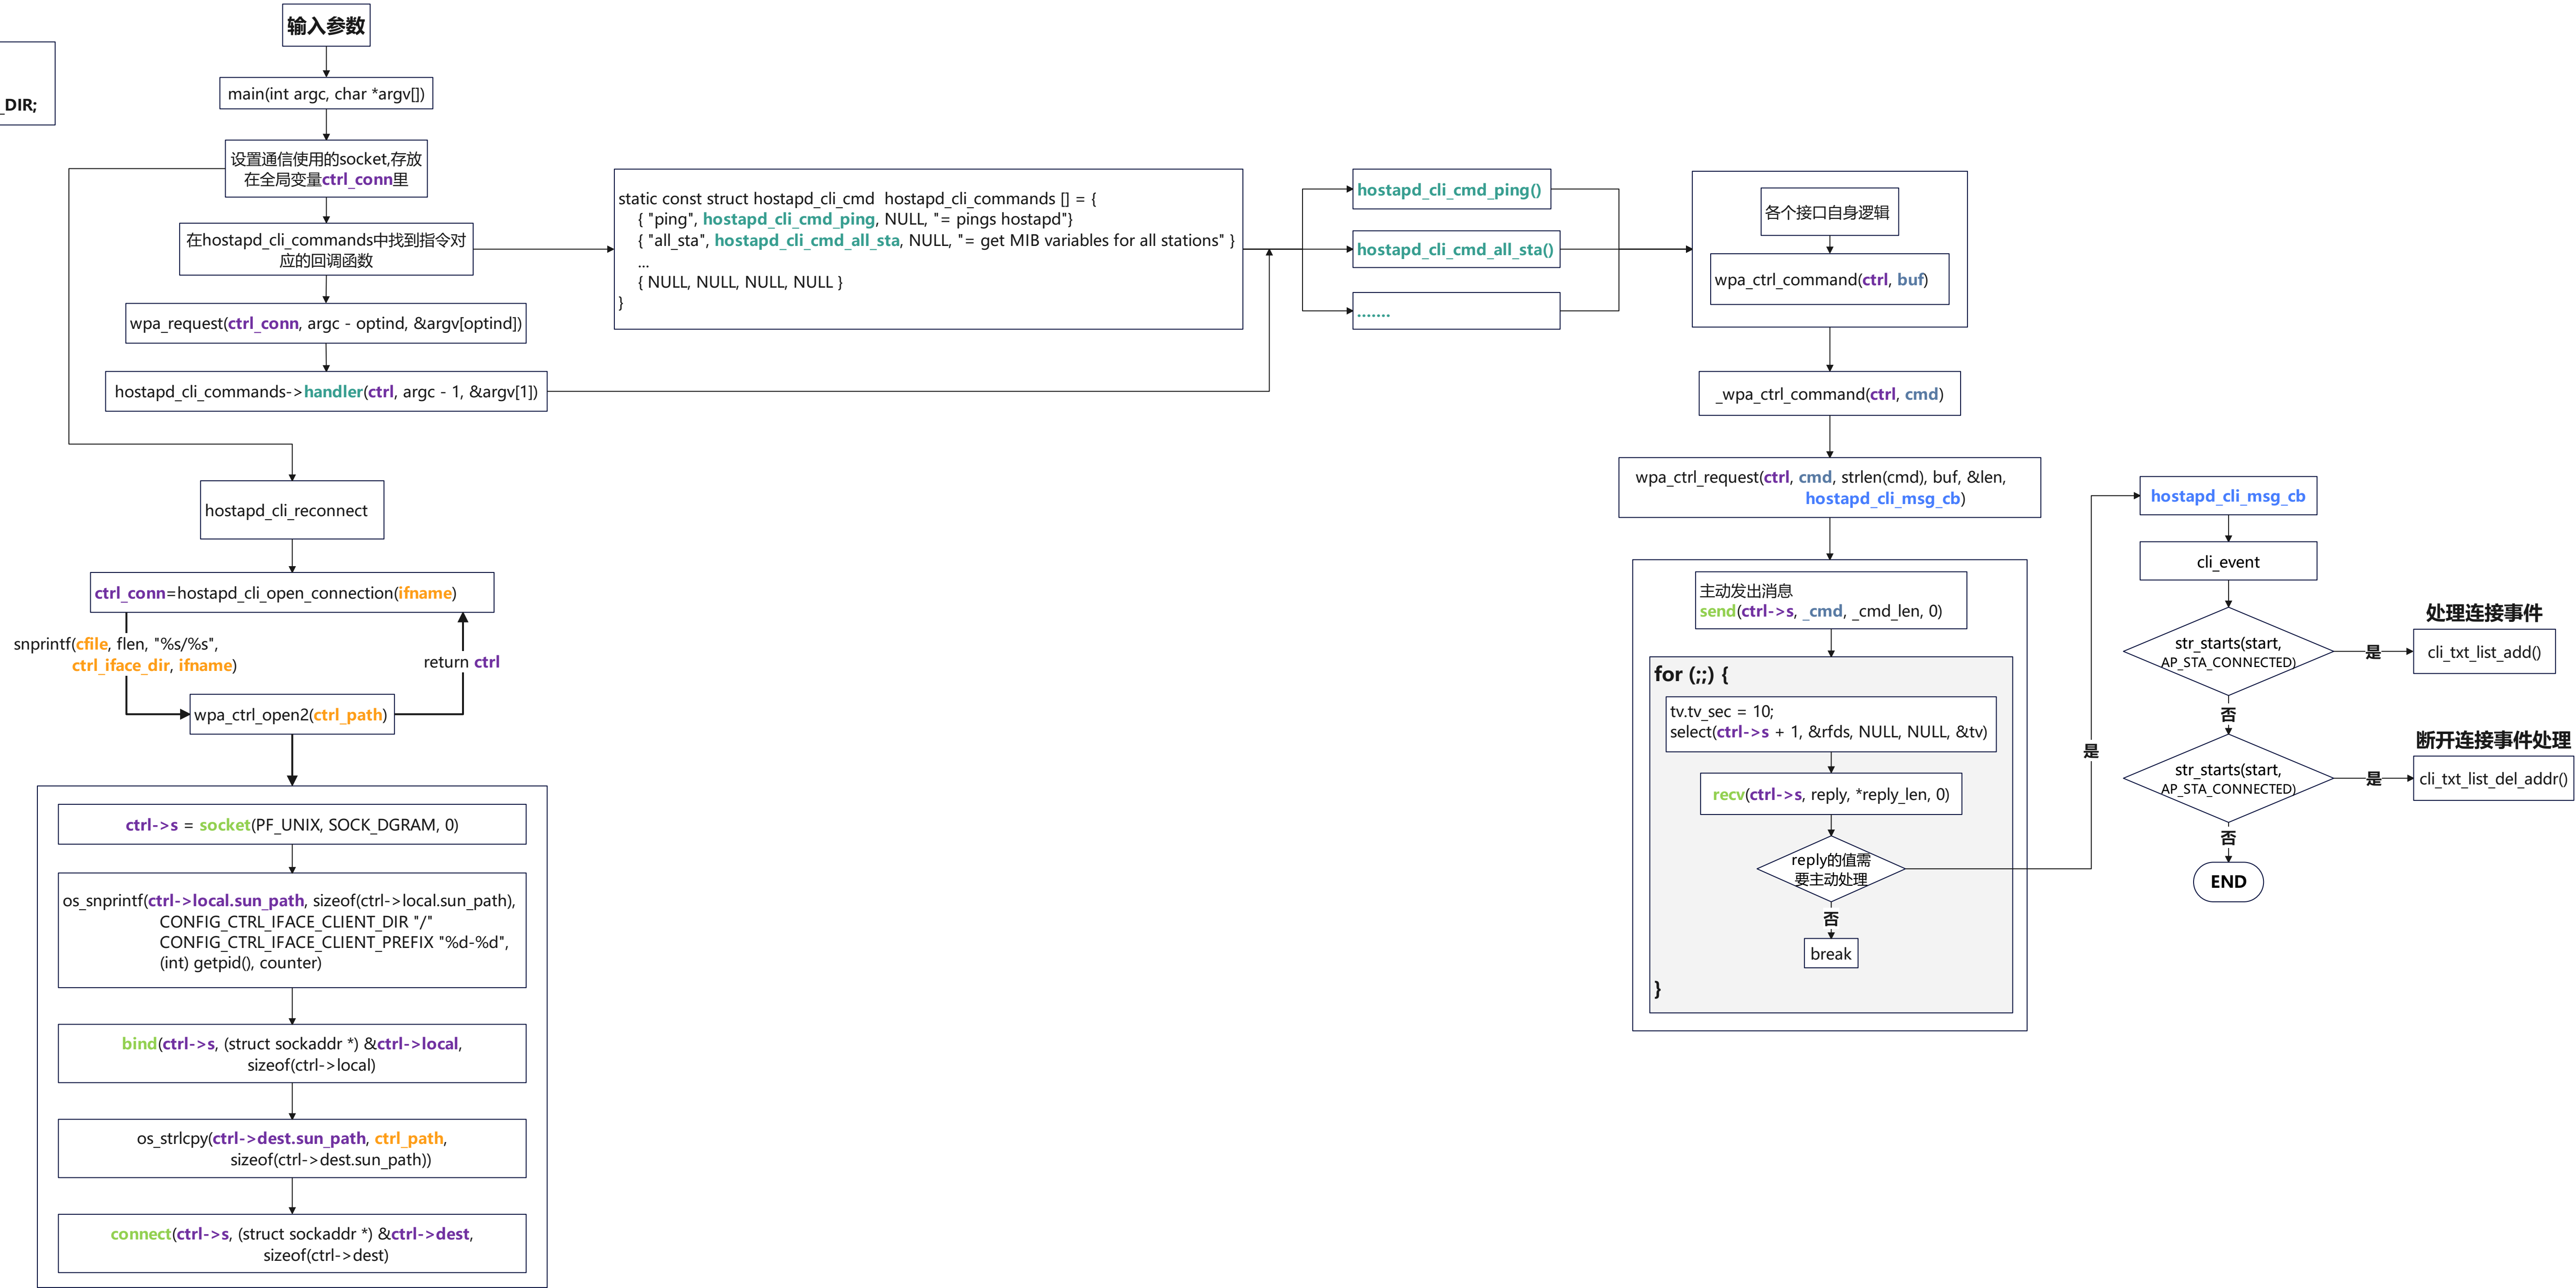 _DIR;
输入参数
main(int argc, char *argv[])
设置通信使用的socket,存放
在全局变量ctrl_conn里
在hostapd_cli_commands中找到指令对
应的回调函数
wpa_request(ctrl_conn, argc - optind, &argv[optind])
hostapd_cli_commands->handler(ctrl, argc - 1, &argv[1])
hostapd_cli_reconnect
ctrl_conn=hostapd_cli_open_connection(ifname)
snprintf(cfile, flen, "%s/%s",
ctrl_iface_dir, ifname)
return ctrl
wpa_ctrl_open2(ctrl_path)
ctrl->s = socket(PF_UNIX, SOCK_DGRAM, 0)
os_snprintf(ctrl->local.sun_path, sizeof(ctrl->local.sun_path),
CONFIG_CTRL_IFACE_CLIENT_DIR "/"
CONFIG_CTRL_IFACE_CLIENT_PREFIX "%d-%d",
(int) getpid(), counter)
bind(ctrl->s, (struct sockaddr *) &ctrl->local,
sizeof(ctrl->local)
os_strlcpy(ctrl->dest.sun_path, ctrl_path,
sizeof(ctrl->dest.sun_path))
connect(ctrl->s, (struct sockaddr *) &ctrl->dest,
sizeof(ctrl->dest)
static const struct hostapd_cli_cmd  hostapd_cli_commands [] = {
{ "ping", hostapd_cli_cmd_ping, NULL, "= pings hostapd"}
{ "all_sta", hostapd_cli_cmd_all_sta, NULL, "= get MIB variables for all stations" }
...
{ NULL, NULL, NULL, NULL }
}
hostapd_cli_cmd_ping()
hostapd_cli_cmd_all_sta()
.......
各个接口自身逻辑
wpa_ctrl_command(ctrl, buf)
_wpa_ctrl_command(ctrl, cmd)
wpa_ctrl_request(ctrl, cmd, strlen(cmd), buf, &len,
hostapd_cli_msg_cb)
主动发出消息
send(ctrl->s, _cmd, _cmd_len, 0)
for (;;) {
tv.tv_sec = 10;
select(ctrl->s + 1, &rfds, NULL, NULL, &tv)
recv(ctrl->s, reply, *reply_len, 0)
reply的值需
要主动处理
否
break
}
是
hostapd_cli_msg_cb
cli_event
str_starts(start,
AP_STA_CONNECTED)
是
处理连接事件
cli_txt_list_add()
否
str_starts(start,
AP_STA_CONNECTED)
是
断开连接事件处理
cli_txt_list_del_addr()
否
END